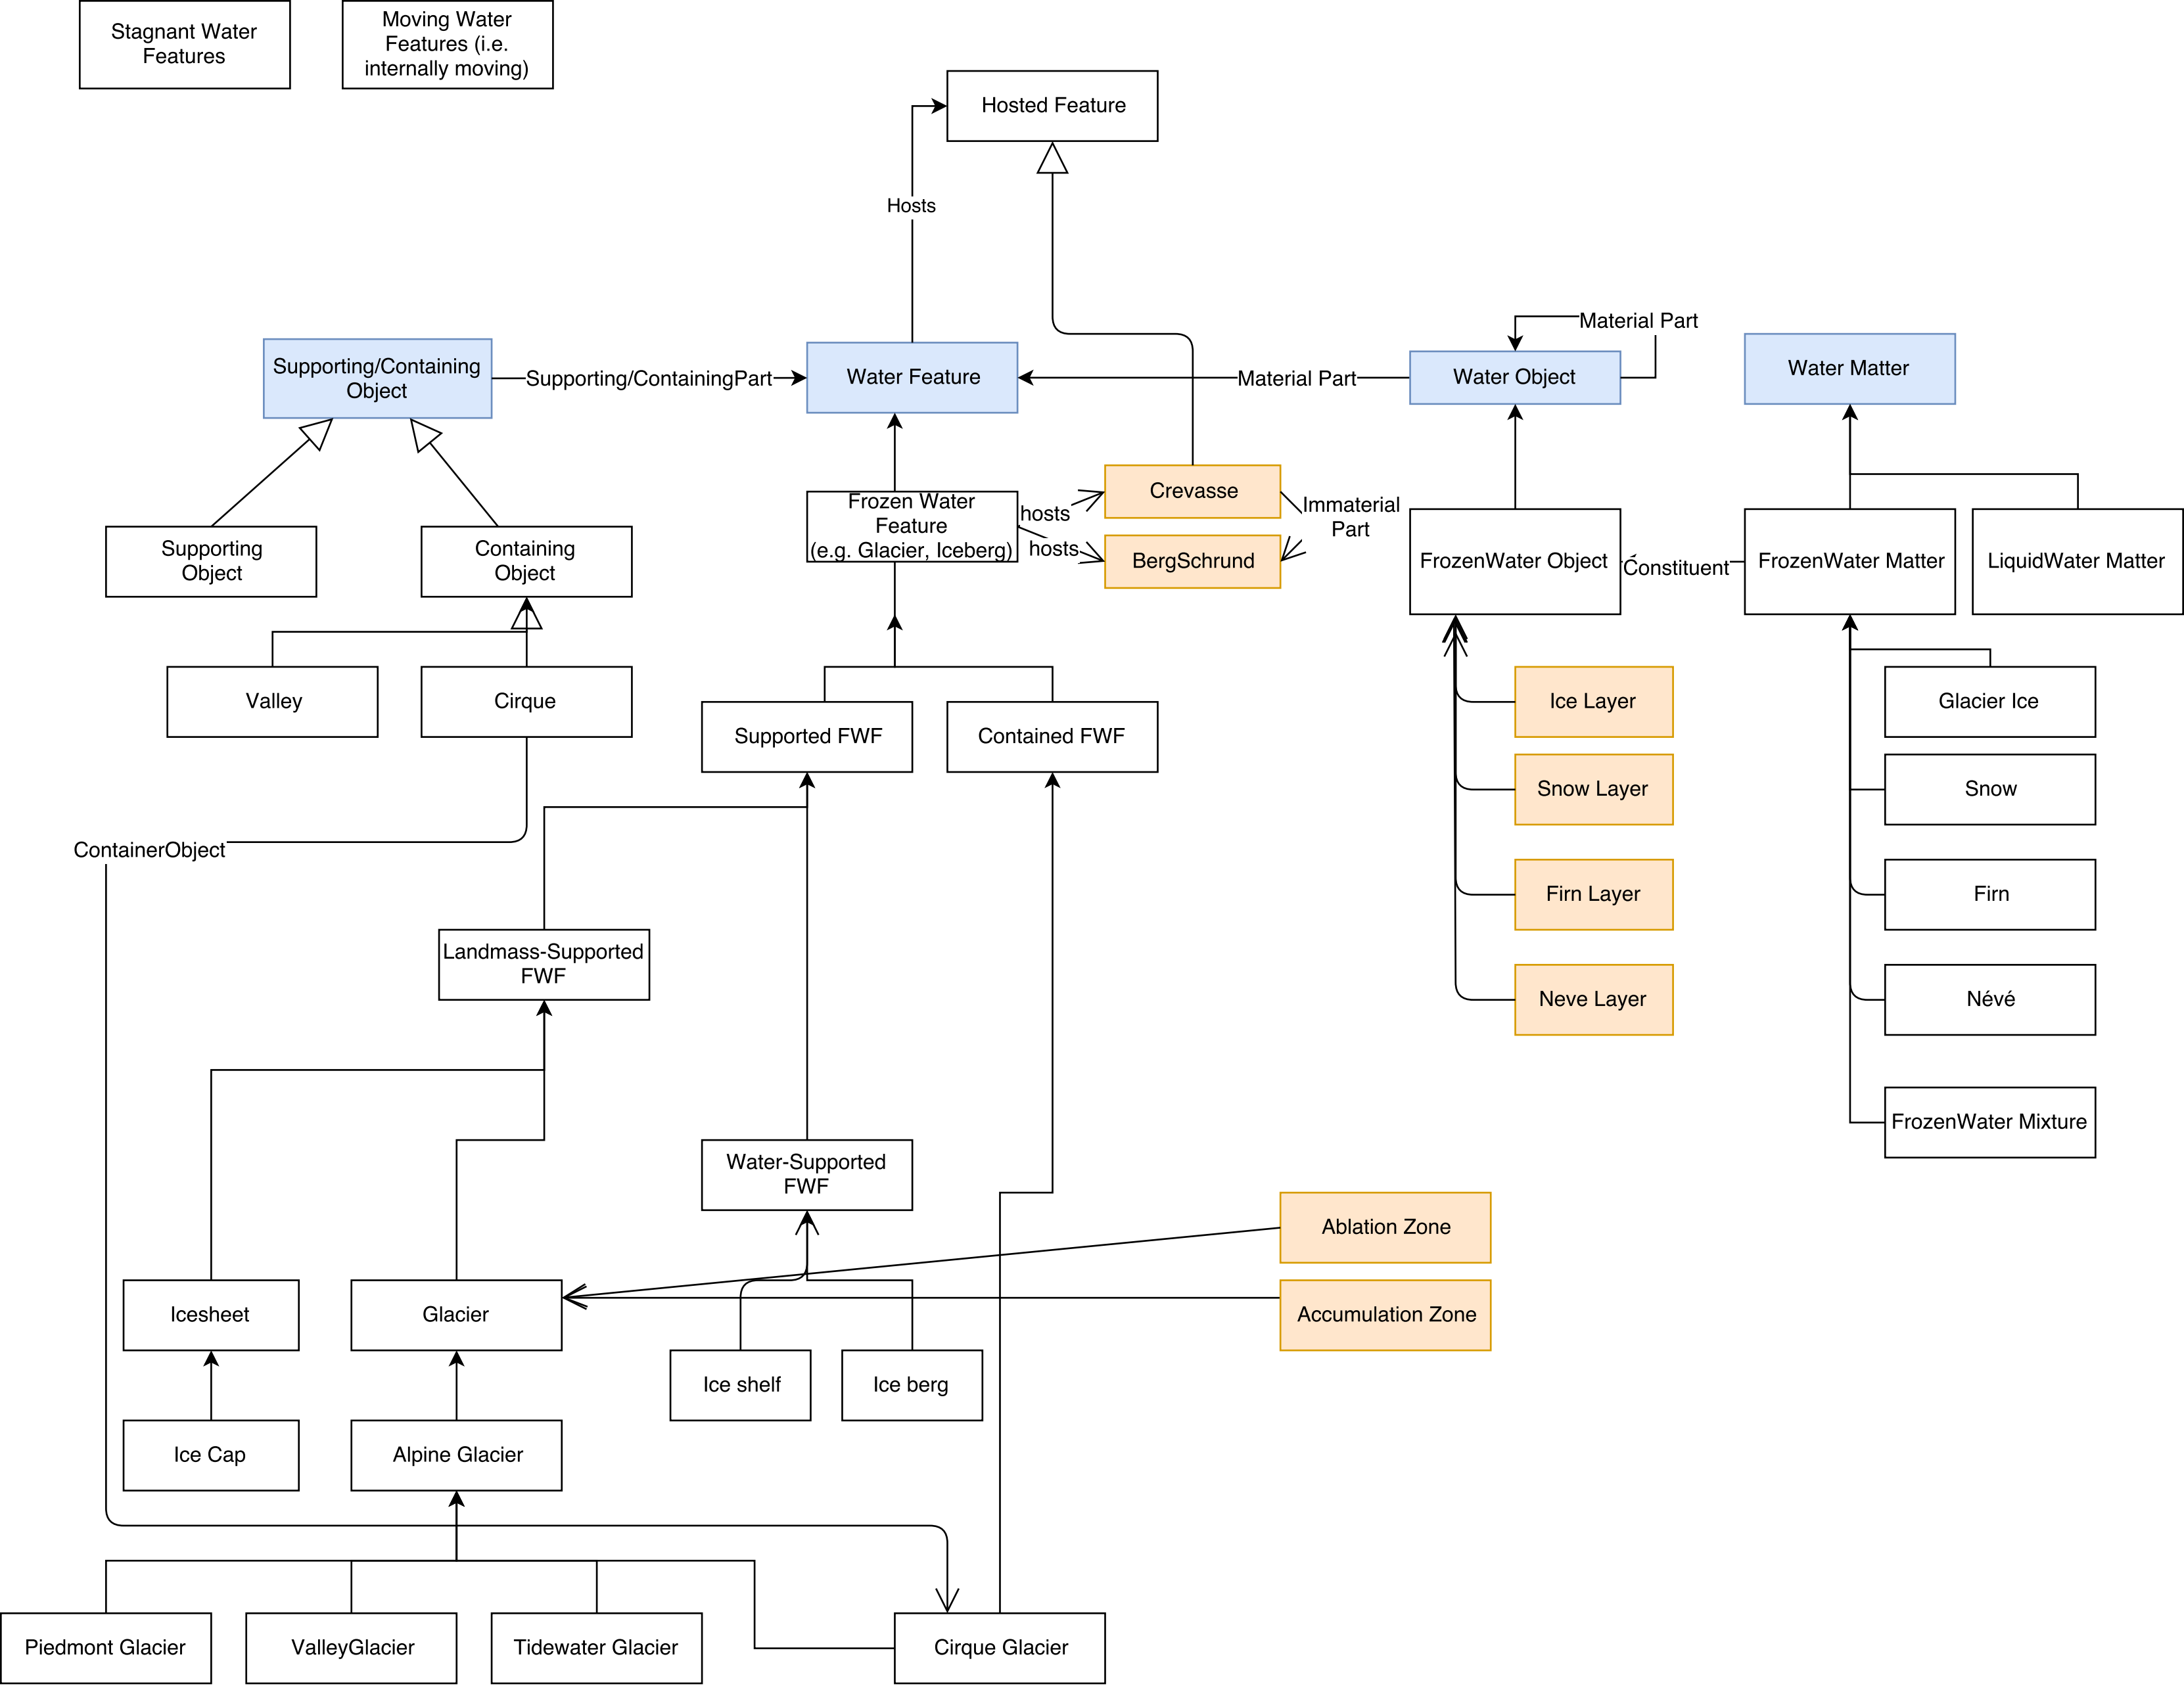 Stagnant Water
Features
Moving Water
Features (i.e.
internally moving)
Hosted Feature
Hosts
Supporting/Containing
Object
Supporting/ContainingPart
Water Feature
Material Part
Water Object
Material Part
Water Matter
Supporting
Object
Containing
Object
Frozen Water
Feature
(e.g. Glacier, Iceberg)
hosts
hosts
Crevasse
BergSchrund
Immaterial
Part
FrozenWater Object
Constituent
FrozenWater Matter
LiquidWater Matter
Valley
Cirque
Supported FWF
Contained FWF
Ice Layer
Glacier Ice
Snow Layer
Snow
ContainerObject
Firn Layer
Firn
Landmass-Supported
FWF
Neve Layer
Névé
FrozenWater Mixture
Water-Supported
FWF
Ablation Zone
Icesheet
Glacier
Accumulation Zone
Ice shelf
Ice berg
Ice Cap
Alpine Glacier
Piedmont Glacier
ValleyGlacier
Tidewater Glacier
Cirque Glacier